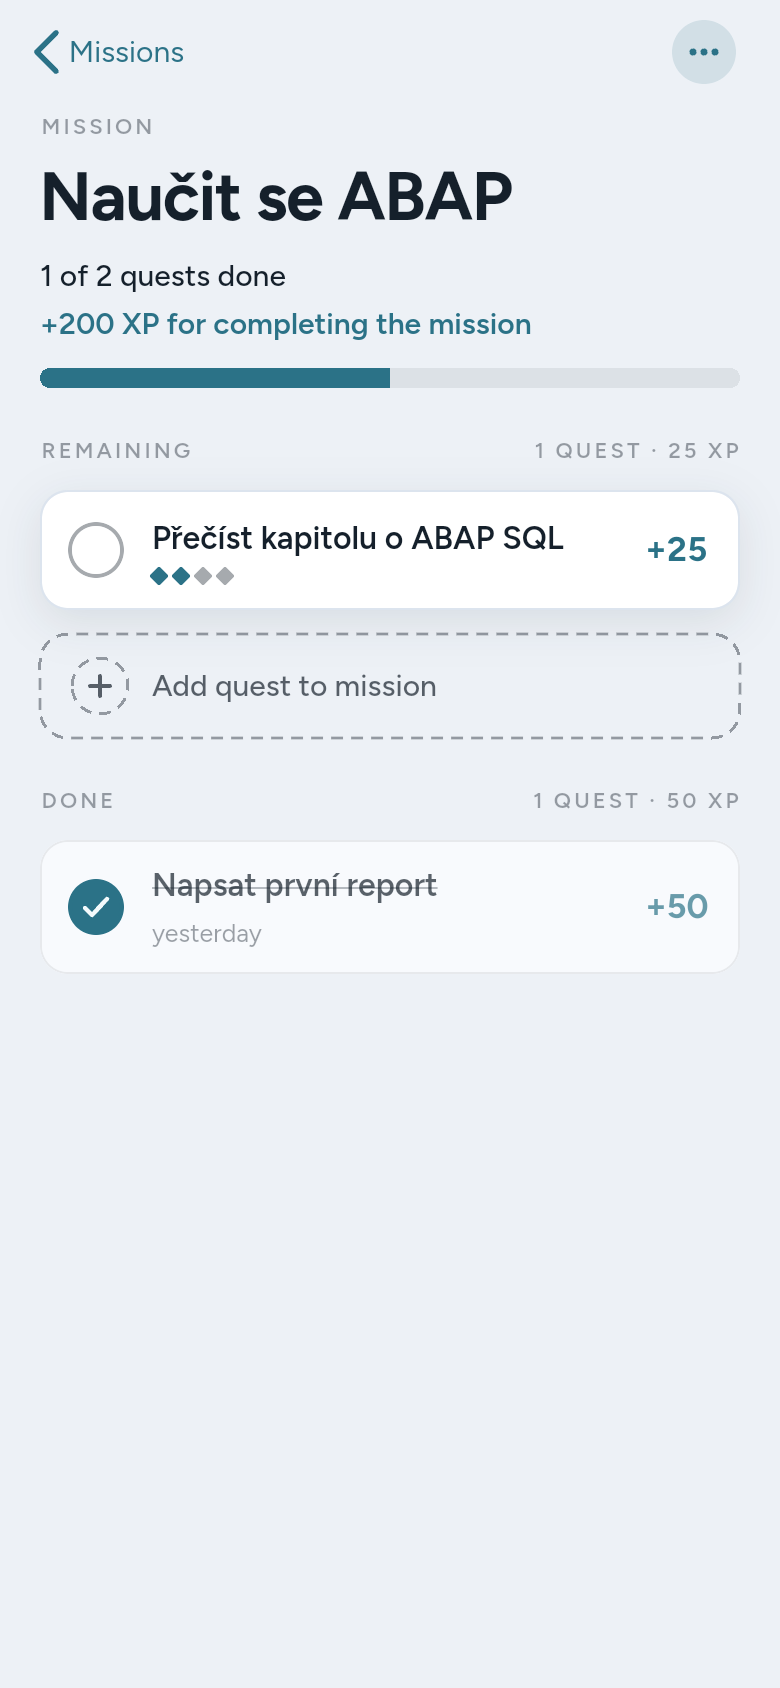 Missions
MISSION
Naučit se ABAP
1 of 2 quests done
+200 XP for completing the mission
REMAINING 1 QUEST · 25 XP
Přečíst kapitolu o ABAP SQL +25
Add quest to mission
DONE 1 QUEST · 50 XP
Napsat první report +50
yesterday